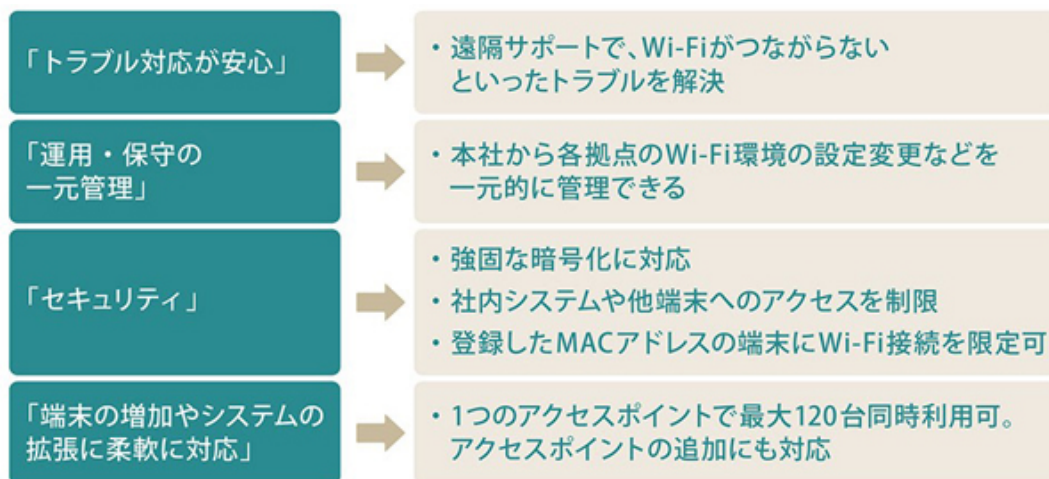 「トラブル対応が安心」
・遠隔サポートで、Wi-Fiがつながらない
といったトラブルを解決
「運用・保守の
一元管理」
・本社から各拠点のWi-Fi環境の設定変更などを
一元的に管理できる
「セキュリティ」
・強固な暗号化に対応
・社内システムや他端末へのアクセスを制限
・登録したMACアドレスの端末にWi-Fi接続を限定可
「端末の増加やシステムの
拡張に柔軟に対応」
・1つのアクセスポイントで最大120台同時利用可。
アクセスポイントの追加にも対応